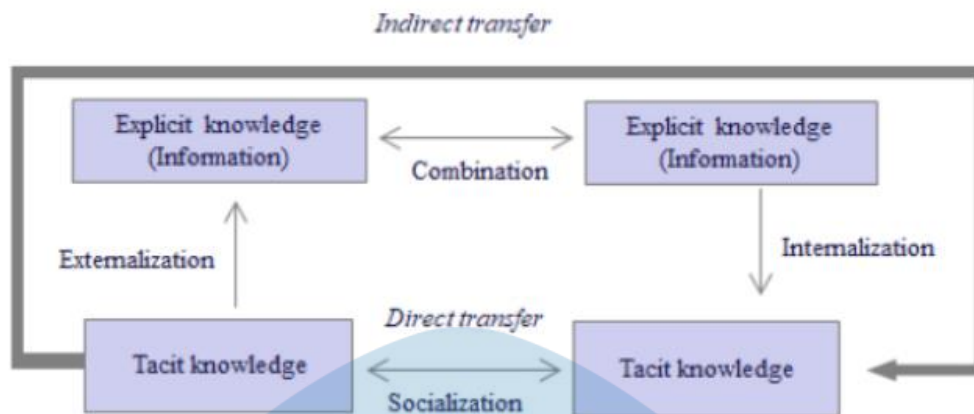 Indirect transfer
Explicit knowledge
(Information)
Explicit knowledge
(Information)
Combination
Externalization
Internalization
Direct transfer
Tacit knowledge
Tacit knowledge
Socialization